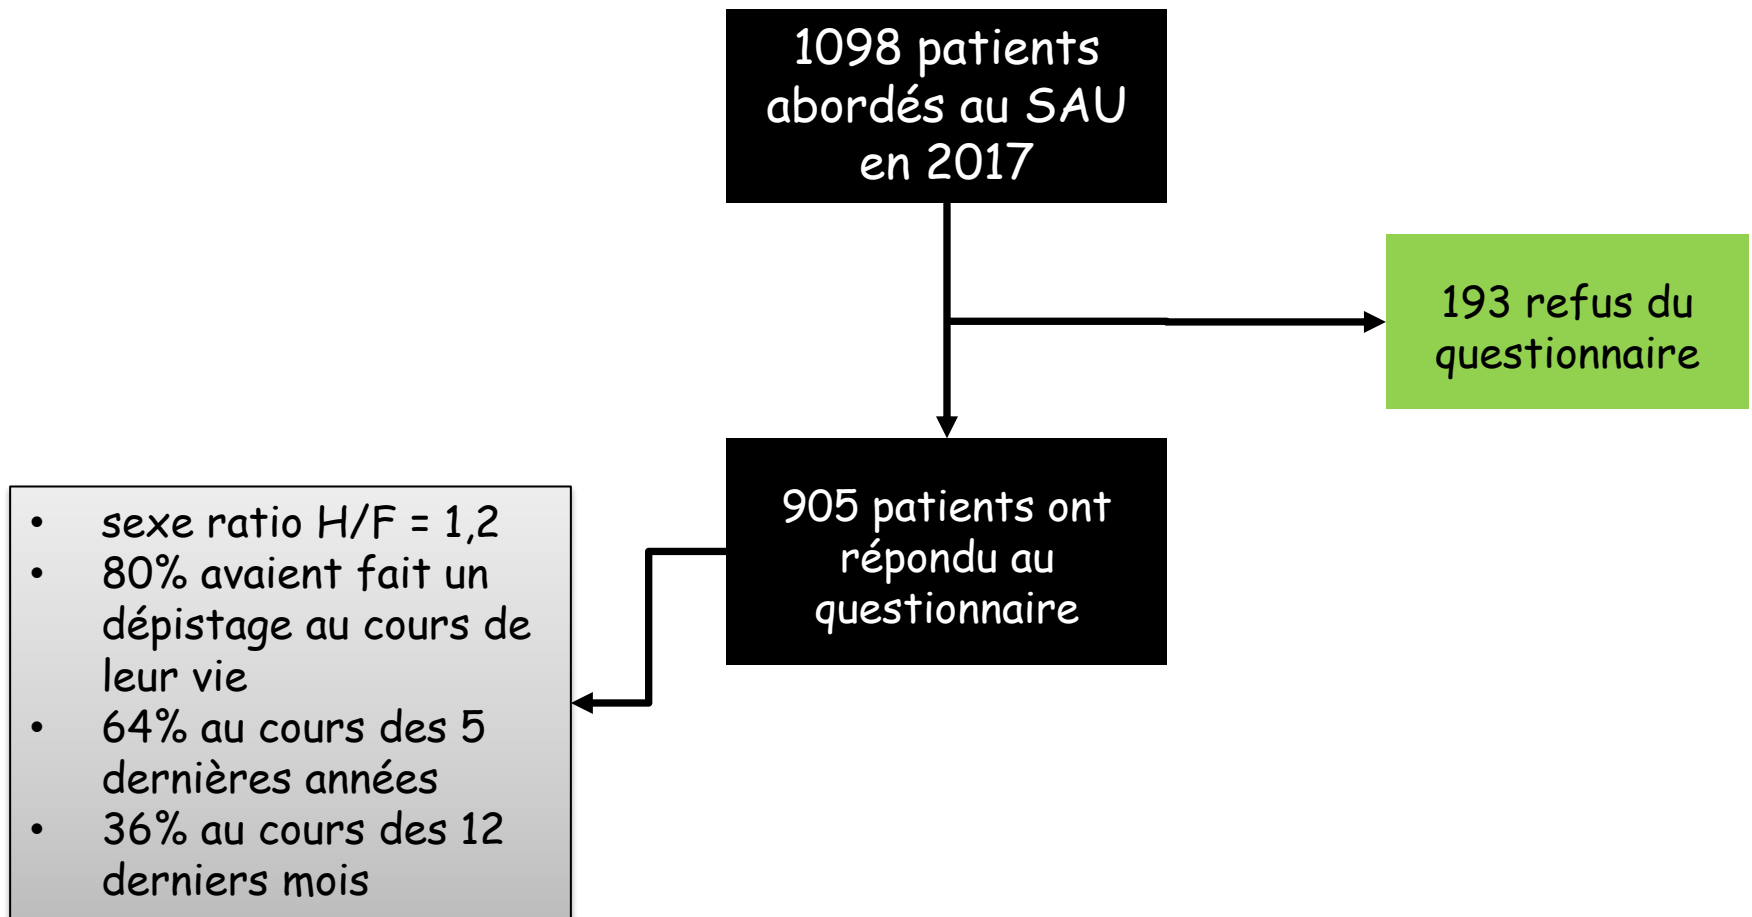 1098 patients
abordés au SAU
en 2017
193 refus du
questionnaire
905 patients ont
répondu au
questionnaire
• sexe ratio H/F = 1,2
• 80% avaient fait un
dépistage au cours de
leur vie
• 64% au cours des 5
dernières années
• 36% au cours des 12
derniers mois